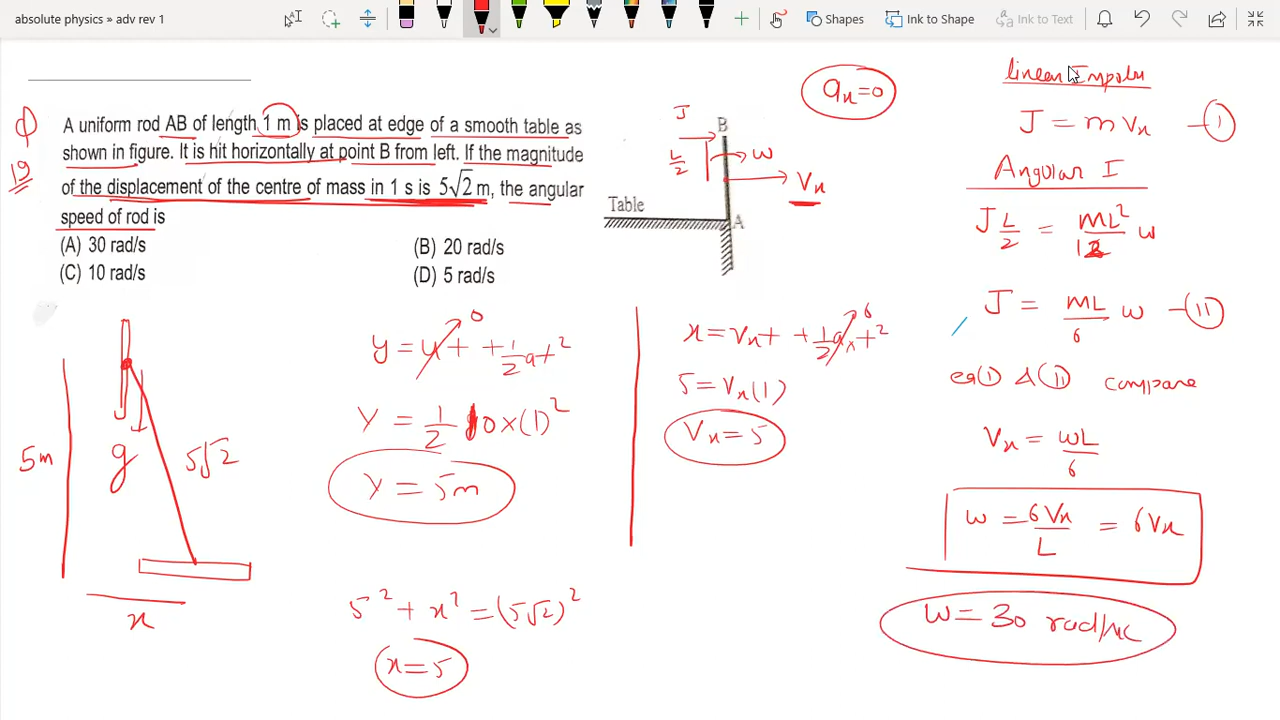 absolute physics » adv rev 1
Shapes
Ink to Shape
Ink to Text
Q 19
A uniform rod AB of length 1 m is placed at edge of a smooth table as
shown in figure. It is hit horizontally at point B from left. If the magnitude
of the displacement of the centre of mass in 1 s is 5√2 m, the angular
speed of rod is
(A) 30 rad/s
(B) 20 rad/s
(C) 10 rad/s
(D) 5 rad/s
J
B
L/2
ω
Vx
Table
A
ax=0
5m
g
5√2
x
y = ut + 1/2 at²
0
Y = 1/2 10x(1)²
Y = 5m
5² + x² = (5√2)²
x=5
x = Vxt + 1/2 axt²
0
5 = Vx(1)
Vx = 5
linear Impulse
J = mVx - (I)
Angular I
J L/2 = ML²/12 ω
J = ML/6 ω - (II)
eq (I) & (II) compare
Vx = ωL/6
ω = 6Vx/L = 6Vx
ω = 30 rad/sec